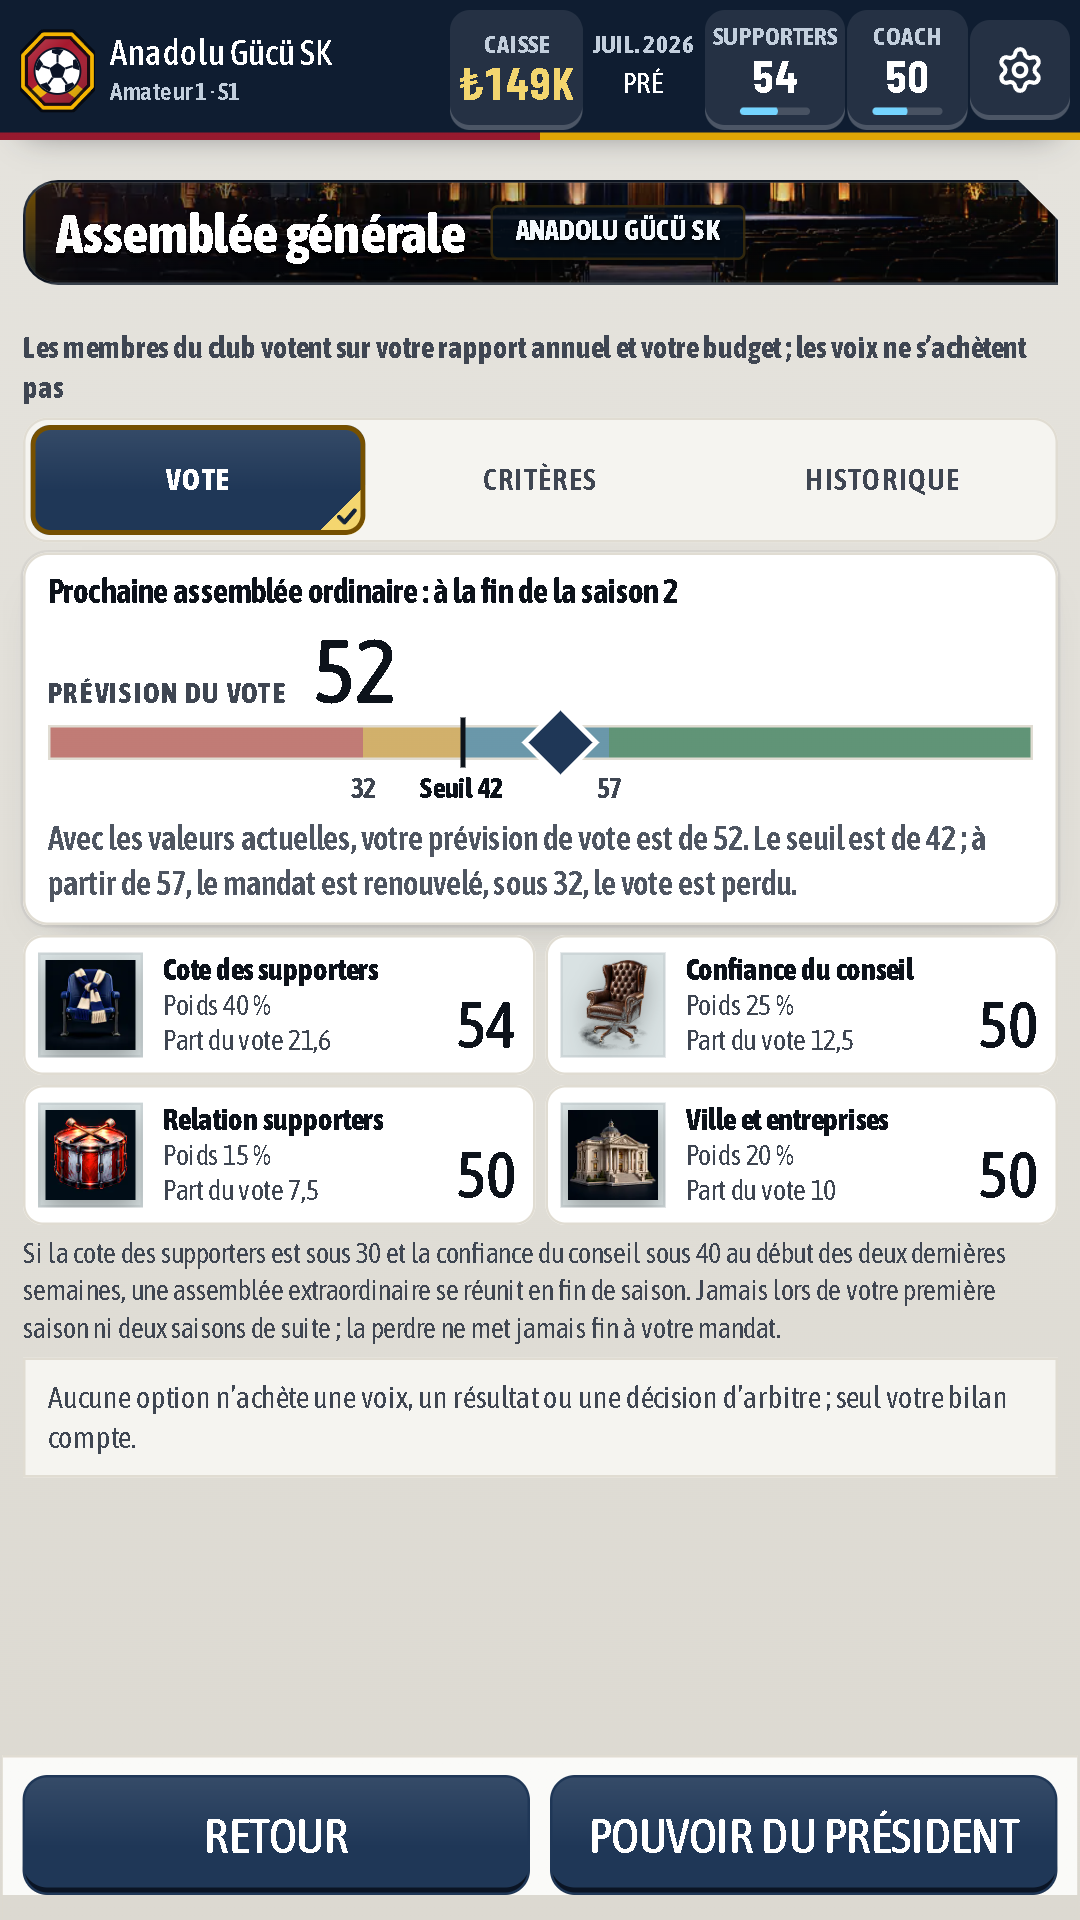 Anadolu Gücü SK
Amateur 1 · S1
CAISSE
₺149K
JUIL. 2026
PRÉ
SUPPORTERS
54
COACH
50
Assemblée générale
ANADOLU GÜCÜ SK
Les membres du club votent sur votre rapport annuel et votre budget ; les voix ne s’achètent
pas
VOTE
CRITÈRES
HISTORIQUE
Prochaine assemblée ordinaire : à la fin de la saison 2
PRÉVISION DU VOTE 52
32
Seuil 42
57
Avec les valeurs actuelles, votre prévision de vote est de 52. Le seuil est de 42 ; à
partir de 57, le mandat est renouvelé, sous 32, le vote est perdu.
Cote des supporters
Poids 40 %
Part du vote 21,6
54
Confiance du conseil
Poids 25 %
Part du vote 12,5
50
Relation supporters
Poids 15 %
Part du vote 7,5
50
Ville et entreprises
Poids 20 %
Part du vote 10
50
Si la cote des supporters est sous 30 et la confiance du conseil sous 40 au début des deux dernières
semaines, une assemblée extraordinaire se réunit en fin de saison. Jamais lors de votre première
saison ni deux saisons de suite ; la perdre ne met jamais fin à votre mandat.
Aucune option n’achète une voix, un résultat ou une décision d’arbitre ; seul votre bilan
compte.
RETOUR
POUVOIR DU PRÉSIDENT